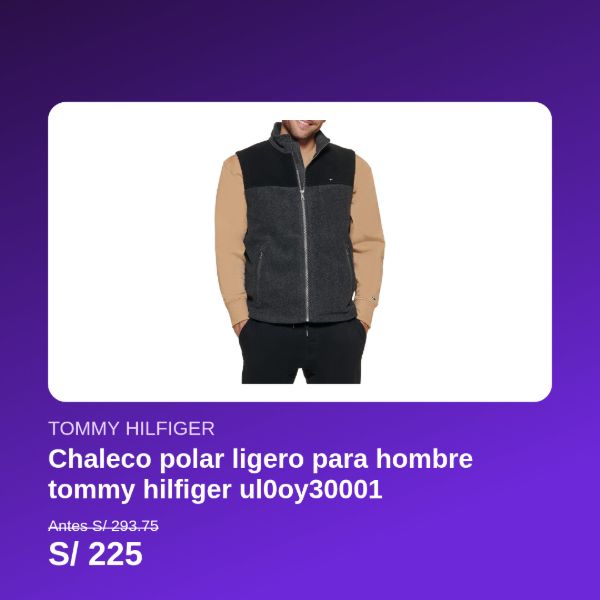 TOMMY HILFIGER
Chaleco polar ligero para hombre
tommy hilfiger ul0oy30001
Antes S/ 293.75
S/ 225